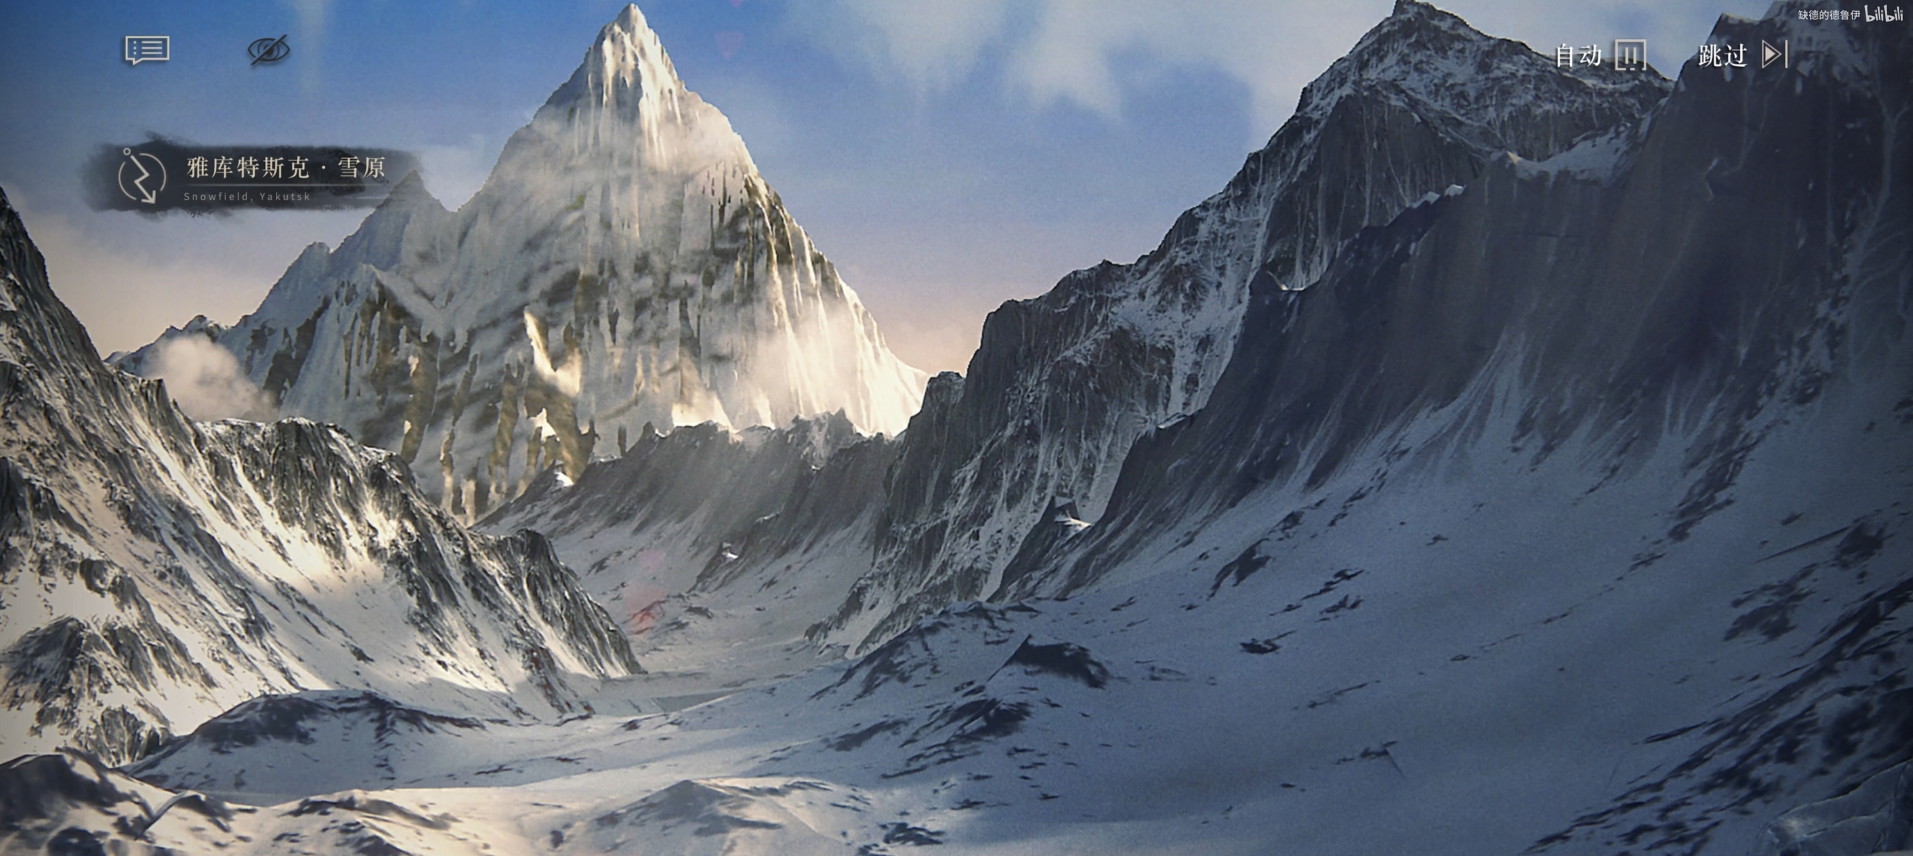 缺德的德鲁伊 bilibili
自动 跳过
雅库特斯克 · 雪原
Snowfield, Yakutsk